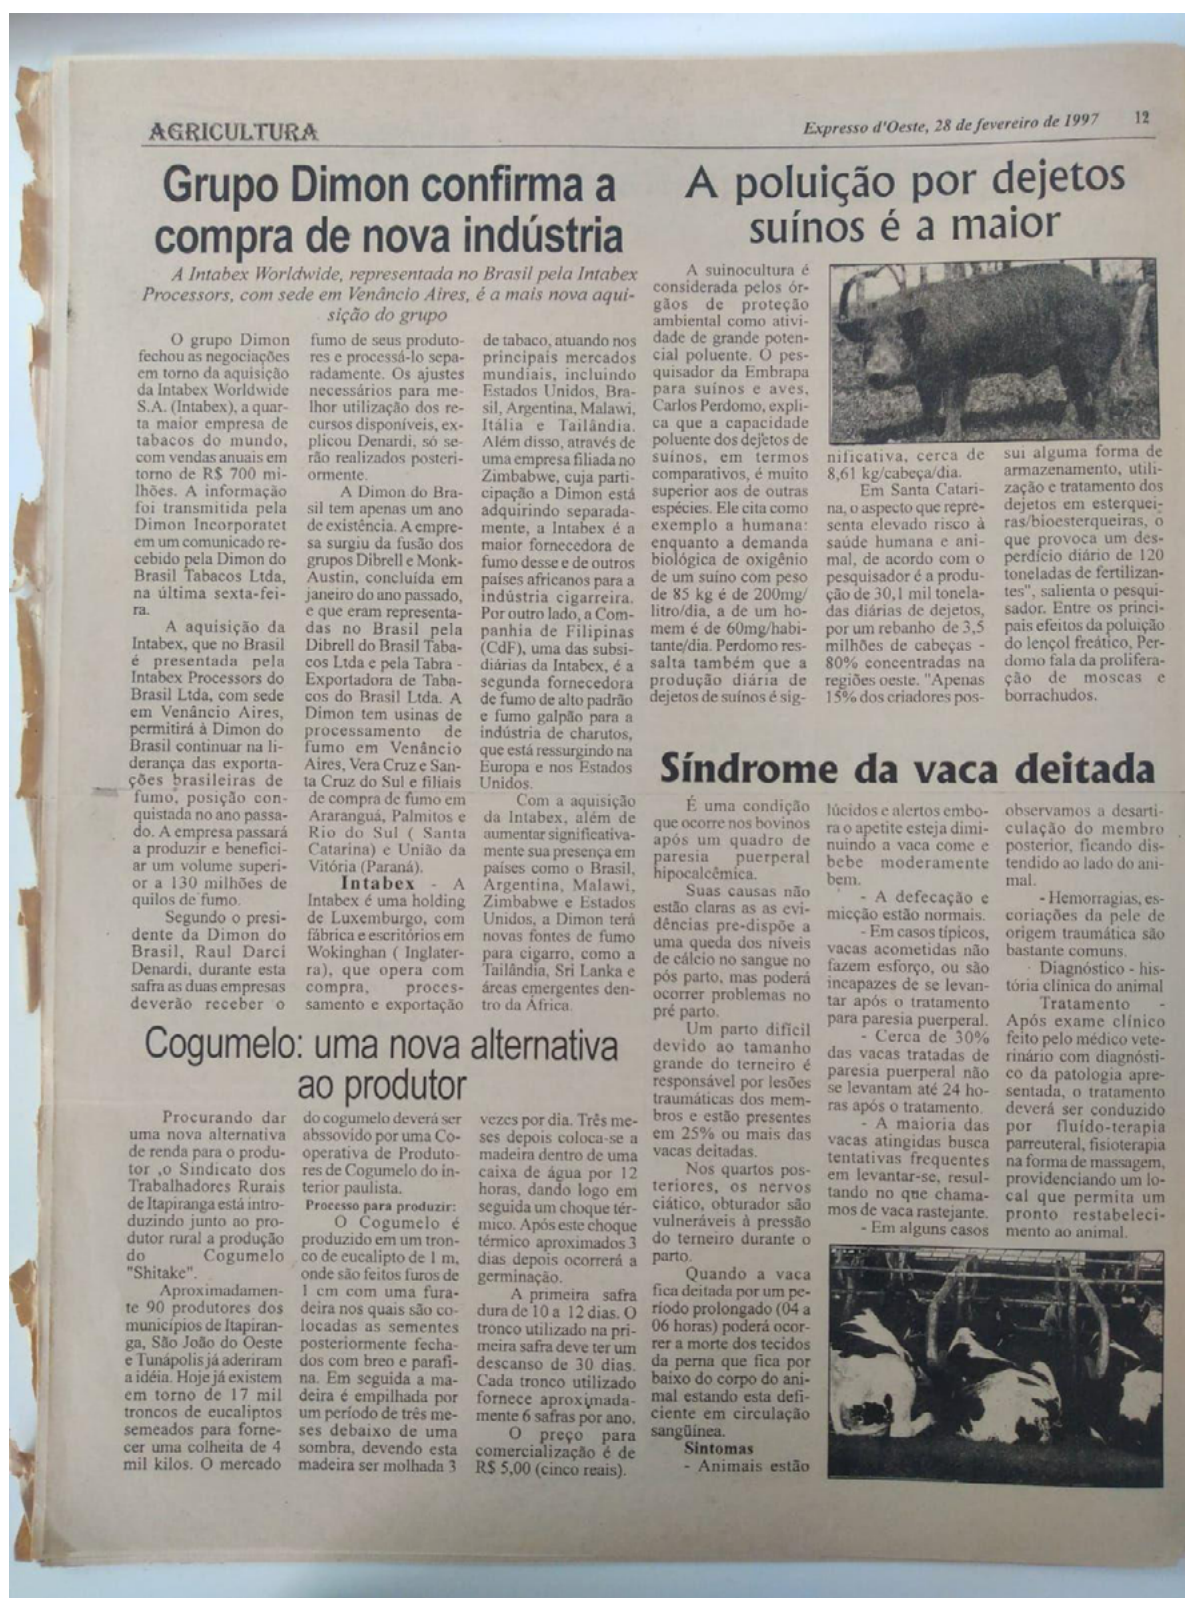 AGRICULTURA
Expresso d'Oeste, 28 de fevereiro de 1997 12
Grupo Dimon confirma a
compra de nova indústria
A Intabex Worldwide, representada no Brasil pela Intabex
Processors, com sede em Venâncio Aires, é a mais nova aqui-
sição do grupo
O grupo Dimon
fechou as negociações
em torno da aquisição
da Intabex Worldwide
S.A. (Intabex), a quar-
ta maior empresa de
tabacos do mundo,
com vendas anuais em
torno de R$ 700 mi-
lhões. A informação
foi transmitida pela
Dimon Incorporatet
em um comunicado re-
cebido pela Dimon do
Brasil Tabacos Ltda,
na última sexta-fei-
ra.
A aquisição da
Intabex, que no Brasil
é presentada pela
Intabex Processors do
Brasil Ltda, com sede
em Venâncio Aires,
permitirá à Dimon do
Brasil continuar na li-
derança das exporta-
ções brasileiras de
fumo, posição con-
quistada no ano passa-
do. A empresa passará
a produzir e benefici-
ar um volume superi-
or a 130 milhões de
quilos de fumo.
Segundo o presi-
dente da Dimon do
Brasil, Raul Darci
Denardi, durante esta
safra as duas empresas
deverão receber o
fumo de seus produto-
res e processá-lo sepa-
radamente. Os ajustes
necessários para me-
lhor utilização dos re-
cursos disponíveis, ex-
plicou Denardi, só se-
rão realizados posteri-
ormente.
A Dimon do Bra-
sil tem apenas um ano
de existência. A empre-
sa surgiu da fusão dos
grupos Dibrell e Monk-
Austin, concluída em
janeiro do ano passado,
e que eram representa-
das no Brasil pela
Dibrell do Brasil Taba-
cos Ltda e pela Tabra -
Exportadora de Taba-
cos do Brasil Ltda. A
Dimon tem usinas de
processamento de
fumo em Venâncio
Aires, Vera Cruz e San-
ta Cruz do Sul e filiais
de compra de fumo em
Araranguá, Palmitos e
Rio do Sul ( Santa
Catarina) e União da
Vitória (Paraná).
Intabex - A
Intabex é uma holding
de Luxemburgo, com
fábrica e escritórios em
Wokinghan ( Inglater-
ra), que opera com
compra, proces-
samento e exportação
de tabaco, atuando nos
principais mercados
mundiais, incluindo
Estados Unidos, Bra-
sil, Argentina, Malawi,
Itália e Tailândia.
Além disso, através de
uma empresa filiada no
Zimbabwe, cuja parti-
cipação a Dimon está
adquirindo separada-
mente, a Intabex é a
maior fornecedora de
fumo desse e de outros
países africanos para a
indústria cigarreira.
Por outro lado, a Com-
panhia de Filipinas
(CdF), uma das subsi-
diárias da Intabex, é a
segunda fornecedora
de fumo de alto padrão
e fumo galpão para a
indústria de charutos,
que está ressurgindo na
Europa e nos Estados
Unidos.
Com a aquisição
da Intabex, além de
aumentar significativa-
mente sua presença em
países como o Brasil,
Argentina, Malawi,
Zimbabwe e Estados
Unidos, a Dimon terá
novas fontes de fumo
para cigarro, como a
Tailândia, Sri Lanka e
áreas emergentes den-
tro da África.
A poluição por dejetos
suínos é a maior
A suinocultura é
considerada pelos ór-
gãos de proteção
ambiental como ativi-
dade de grande poten-
cial poluente. O pes-
quisador da Embrapa
para suínos e aves,
Carlos Perdomo, expli-
ca que a capacidade
poluente dos dejetos de
suínos, em termos
comparativos, é muito
superior aos de outras
espécies. Ele cita como
exemplo a humana:
enquanto a demanda
biológica de oxigênio
de um suíno com peso
de 85 kg é de 200mg/
litro/dia, a de um ho-
mem é de 60mg/habi-
tante/dia. Perdomo res-
salta também que a
produção diária de
dejetos de suínos é sig-
nificativa, cerca de
8,61 kg/cabeça/dia.
Em Santa Catari-
na, o aspecto que repre-
senta elevado risco à
saúde humana e ani-
mal, de acordo com o
pesquisador é a produ-
ção de 30,1 mil tonela-
das diárias de dejetos,
por um rebanho de 3,5
milhões de cabeças -
80% concentradas na
regiões oeste. "Apenas
15% dos criadores pos-
sui alguma forma de
armazenamento, utili-
zação e tratamento dos
dejetos em esterquei-
ras/bioesterqueiras, o
que provoca um des-
perdício diário de 120
toneladas de fertilizan-
tes", salienta o pesqui-
sador. Entre os princi-
pais efeitos da poluição
do lençol freático, Per-
domo fala da prolifera-
ção de moscas e
borrachudos.
Síndrome da vaca deitada
É uma condição
que ocorre nos bovinos
após um quadro de
paresia puerperal
hipocalcêmica.
Suas causas não
estão claras as as evi-
dências pre-dispõe a
uma queda dos níveis
de cálcio no sangue no
pós parto, mas poderá
ocorrer problemas no
pré parto.
Um parto difícil
devido ao tamanho
grande do terneiro é
responsável por lesões
traumáticas dos mem-
bros e estão presentes
em 25% ou mais das
vacas deitadas.
Nos quartos pos-
teriores, os nervos
ciático, obturador são
vulneráveis à pressão
do terneiro durante o
parto.
Quando a vaca
fica deitada por um pe-
ríodo prolongado (04 a
06 horas) poderá ocor-
rer a morte dos tecidos
da perna que fica por
baixo do corpo do ani-
mal estando esta defi-
ciente em circulação
sangüínea.
Síntomas
- Animais estão
lúcidos e alertos embo-
ra o apetite esteja dimi-
nuindo a vaca come e
bebe moderamente
bem.
- A defecação e
micção estão normais.
- Em casos típicos,
vacas acometidas não
fazem esforço, ou são
incapazes de se levan-
tar após o tratamento
para paresia puerperal.
- Cerca de 30%
das vacas tratadas de
paresia puerperal não
se levantam até 24 ho-
ras após o tratamento.
- A maioria das
vacas atingidas busca
tentativas frequentes
em levantar-se, resul-
tando no que chama-
mos de vaca rastejante.
- Em alguns casos
observamos a desarti-
culação do membro
posterior, ficando dis-
tendido ao lado do ani-
mal.
- Hemorragias, es-
coriações da pele de
origem traumática são
bastante comuns.
Diagnóstico - his-
tória clínica do animal
Tratamento -
Após exame clínico
feito pelo médico vete-
rinário com diagnósti-
co da patologia apre-
sentada, o tratamento
deverá ser conduzido
por fluído-terapia
parreuteral, fisioterapia
na forma de massagem,
providenciando um lo-
cal que permita um
pronto restabeleci-
mento ao animal.
Cogumelo: uma nova alternativa
ao produtor
Procurando dar
uma nova alternativa
de renda para o produ-
tor ,o Sindicato dos
Trabalhadores Rurais
de Itapiranga está intro-
duzindo junto ao pro-
dutor rural a produção
do Cogumelo
"Shitake".
Aproximadamen-
te 90 produtores dos
municípios de Itapiran-
ga, São João do Oeste
e Tunápolis já aderiram
a idéia. Hoje já existem
em torno de 17 mil
troncos de eucaliptos
semeados para forne-
cer uma colheita de 4
mil kilos. O mercado
do cogumelo deverá ser
abssovido por uma Co-
operativa de Produto-
res de Cogumelo do in-
terior paulista.
Processo para produzir:
O Cogumelo é
produzido em um tron-
co de eucalipto de 1 m,
onde são feitos furos de
1 cm com uma fura-
deira nos quais são co-
locadas as sementes
posteriormente fecha-
dos com breo e parafi-
na. Em seguida a ma-
deira é empilhada por
um período de três me-
ses debaixo de uma
sombra, devendo esta
madeira ser molhada 3
vezes por dia. Três me-
ses depois coloca-se a
madeira dentro de uma
caixa de água por 12
horas, dando logo em
seguida um choque tér-
mico. Após este choque
térmico aproximados 3
dias depois ocorrerá a
germinação.
A primeira safra
dura de 10 a 12 dias. O
tronco utilizado na pri-
meira safra deve ter um
descanso de 30 dias.
Cada tronco utilizado
fornece aproximada-
mente 6 safras por ano.
O preço para
comercialização é de
R$ 5,00 (cinco reais).